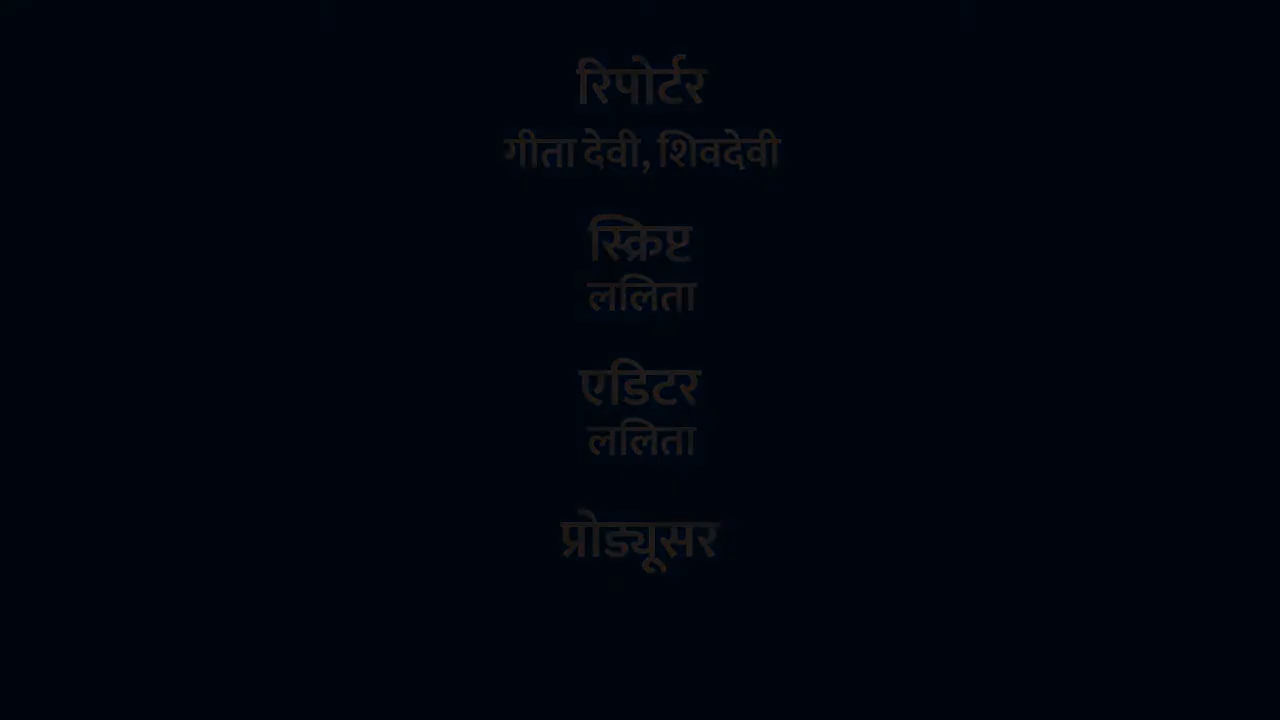 रिपोर्टर
गीता देवी, शिवदेवी
स्क्रिप्ट
ललिता
एडिटर
ललिता
प्रोड्यूसर